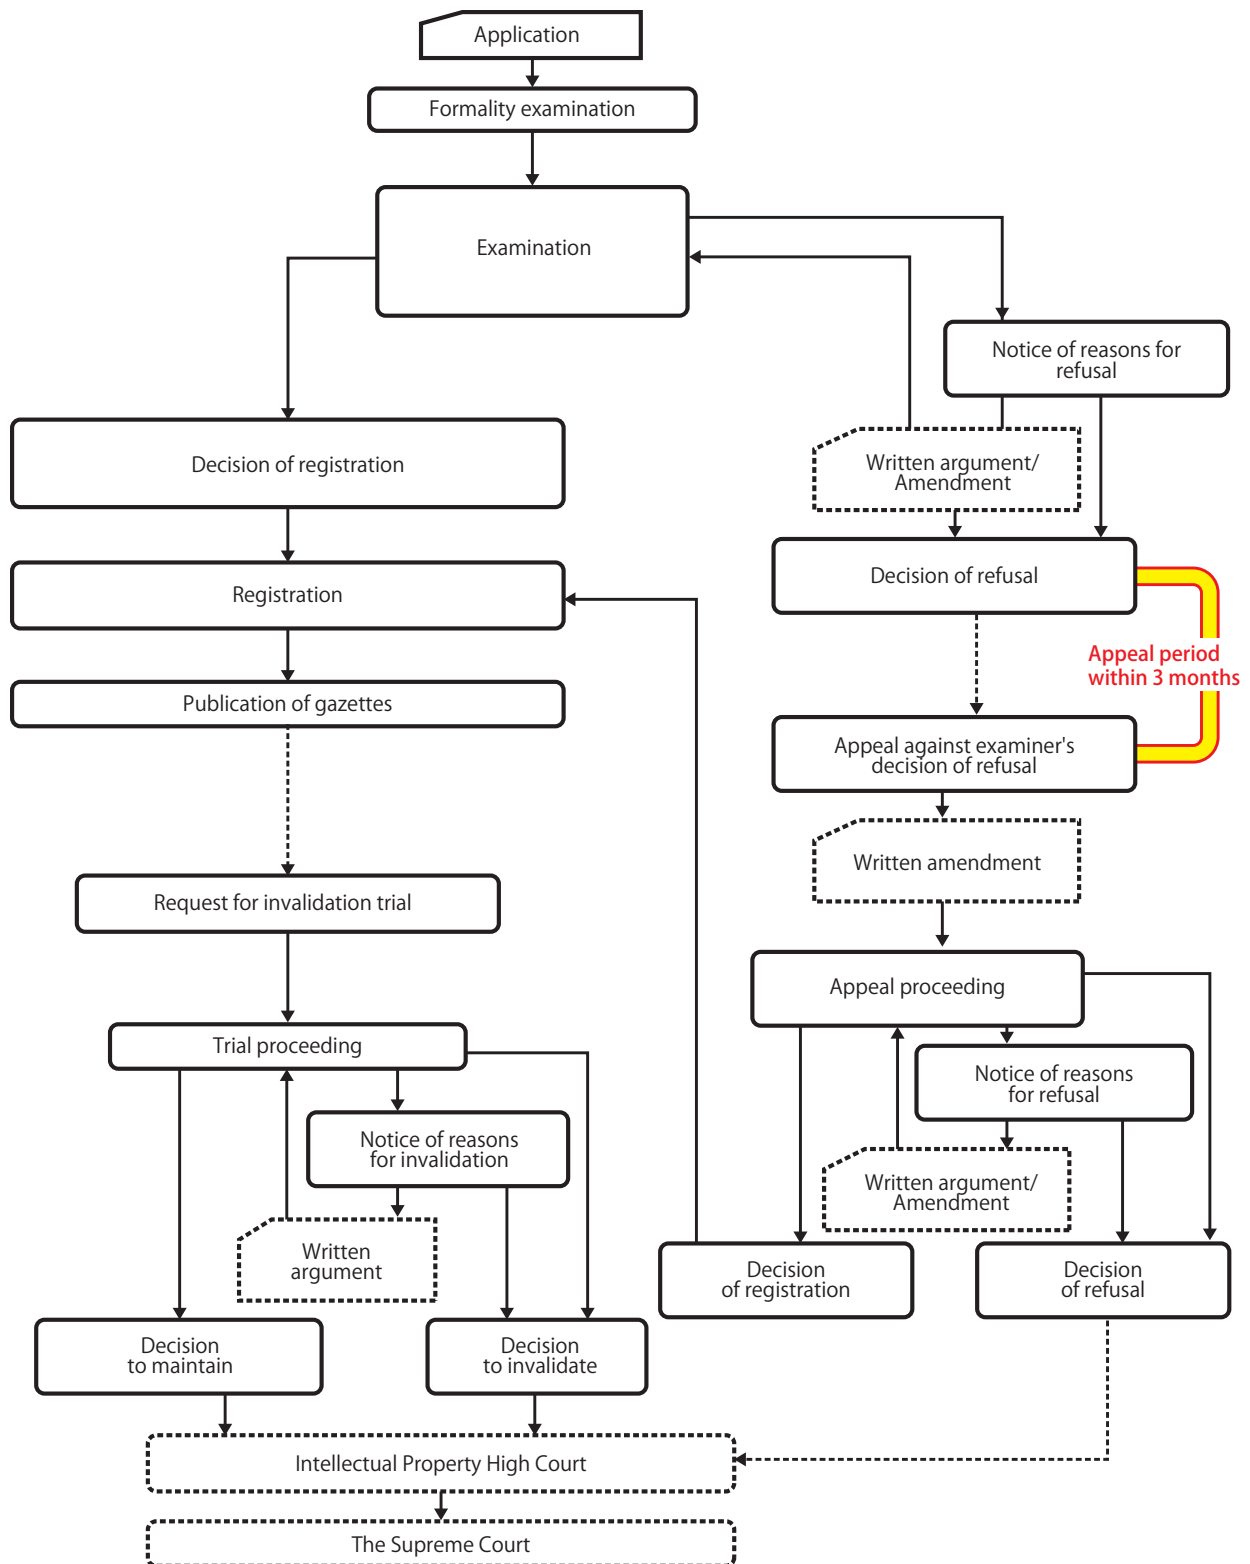 Application
Formality examination
Examination
Notice of reasons for
refusal
Decision of registration
Written argument/
Amendment
Registration
Decision of refusal
Appeal period
within 3 months
Publication of gazettes
Appeal against examiner's
decision of refusal
Written amendment
Request for invalidation trial
Appeal proceeding
Trial proceeding
Notice of reasons
for refusal
Notice of reasons
for invalidation
Written argument/
Amendment
Written
argument
Decision
of registration
Decision
of refusal
Decision
to maintain
Decision
to invalidate
Intellectual Property High Court
The Supreme Court